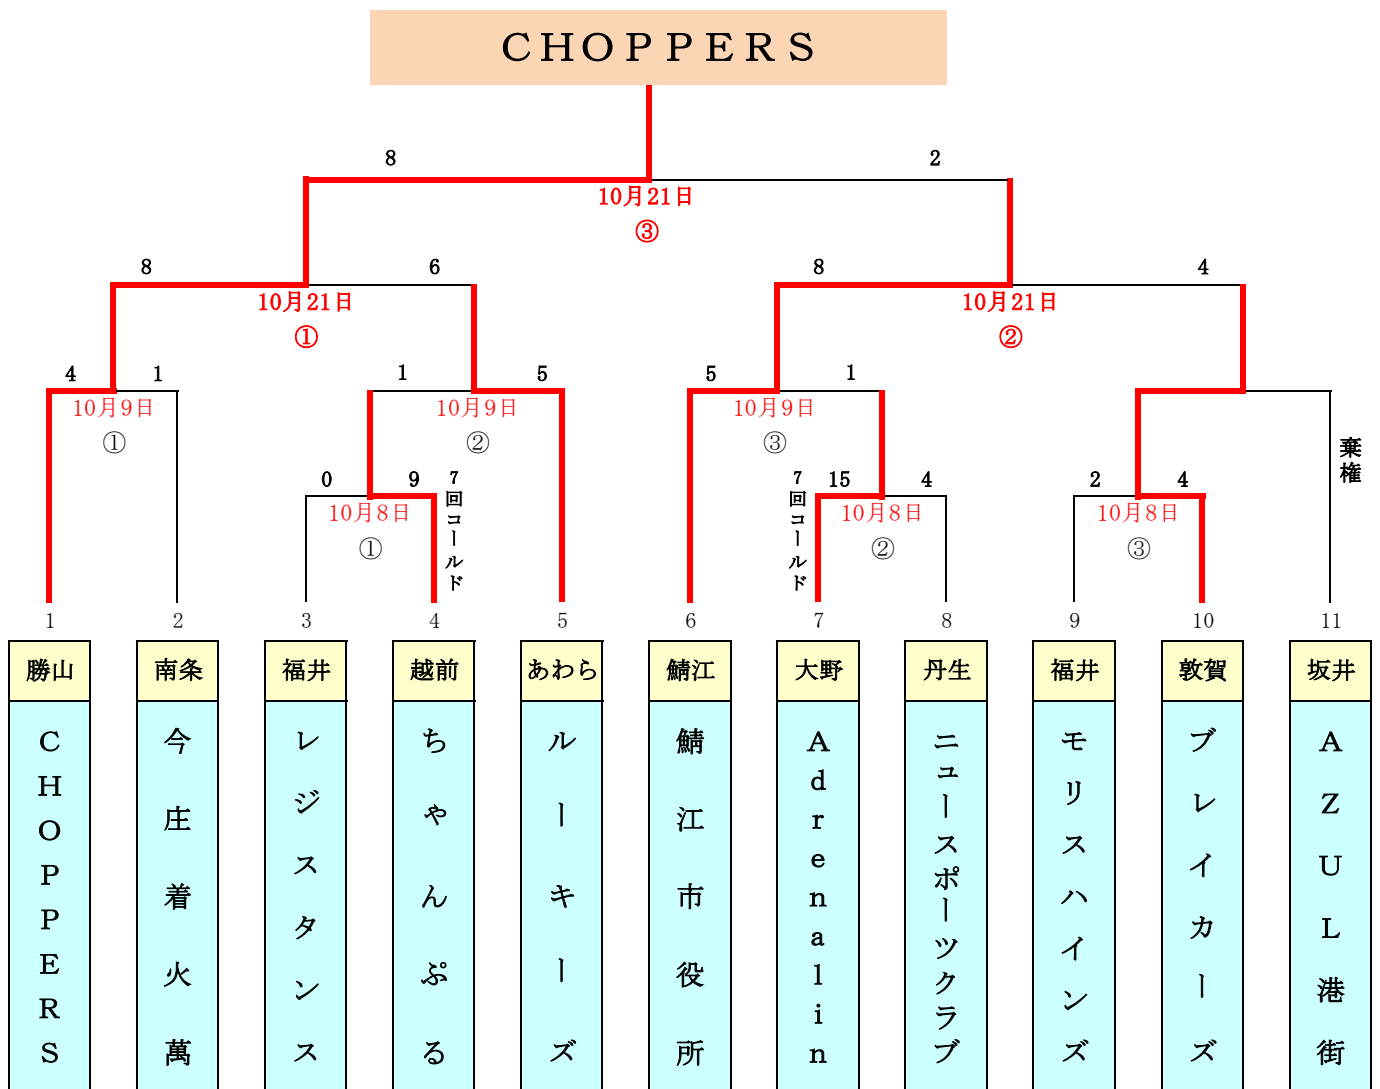 CHOPPERS
8 2
10月21日
③
8 6 8 4
10月21日 10月21日
① ②
4 1 1 5 5 1
10月9日 10月9日 10月9日
① ② ③
棄権
0 9 15 4 2 4
7回コールド
7回コールド
10月8日 10月8日 10月8日
① ② ③
1 2 3 4 5 6 7 8 9 10 11
勝山 南条 福井 越前 あわら 鯖江 大野 丹生 福井 敦賀 坂井
CHOPPERS
今庄着火萬
レジスタンス
ちゃんぷる
ルーキーズ
鯖江市役所
Adrenalin
ニュースポーツクラブ
モリスハインズ
ブレイカーズ
AZUL港街